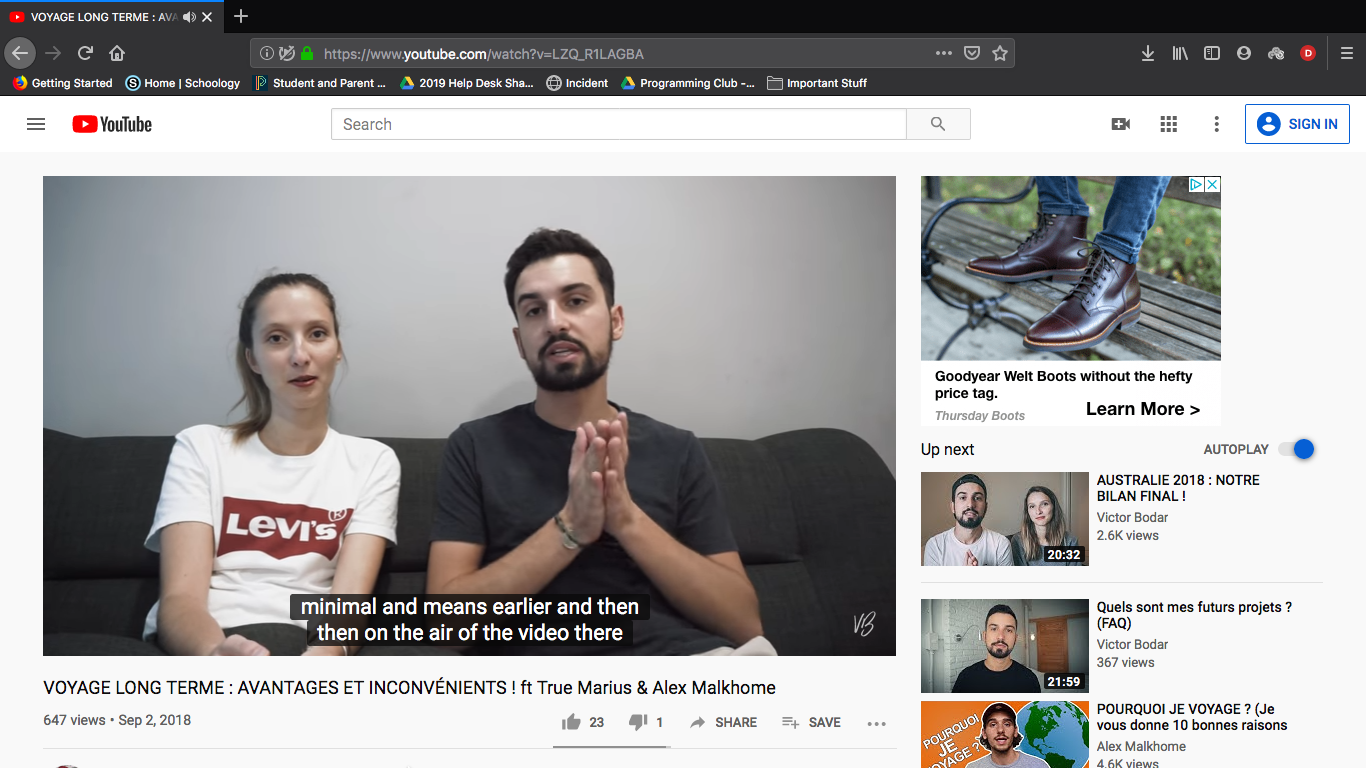 VOYAGE LONG TERME : AVA
https://www.youtube.com/watch?v=LZQ_R1LAGBA
D
Getting Started
S Home | Schoology
Student and Parent ...
2019 Help Desk Sha...
Incident
Programming Club -...
Important Stuff
YouTube
Search
SIGN IN
LEVI'S ®
minimal and means earlier and then
then on the air of the video there
VB
VOYAGE LONG TERME : AVANTAGES ET INCONVÉNIENTS ! ft True Marius & Alex Malkhome
647 views • Sep 2, 2018
23
1
SHARE
SAVE
Goodyear Welt Boots without the hefty
price tag.
Thursday Boots
Learn More >
Up next
AUTOPLAY
AUSTRALIE 2018 : NOTRE
BILAN FINAL !
Victor Bodar
2.6K views
20:32
Quels sont mes futurs projets ?
(FAQ)
Victor Bodar
367 views
21:59
POURQUOI
JE
VOYAGE ?
POURQUOI JE VOYAGE ? (Je
vous donne 10 bonnes raisons
Alex Malkhome
4.6K views